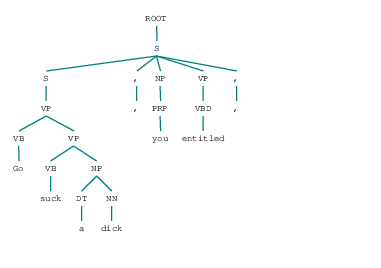 ROOT
S
S , NP VP ,
VP , PRP VBD ,
VB VP you entitled
Go VB NP
suck DT NN
a dick